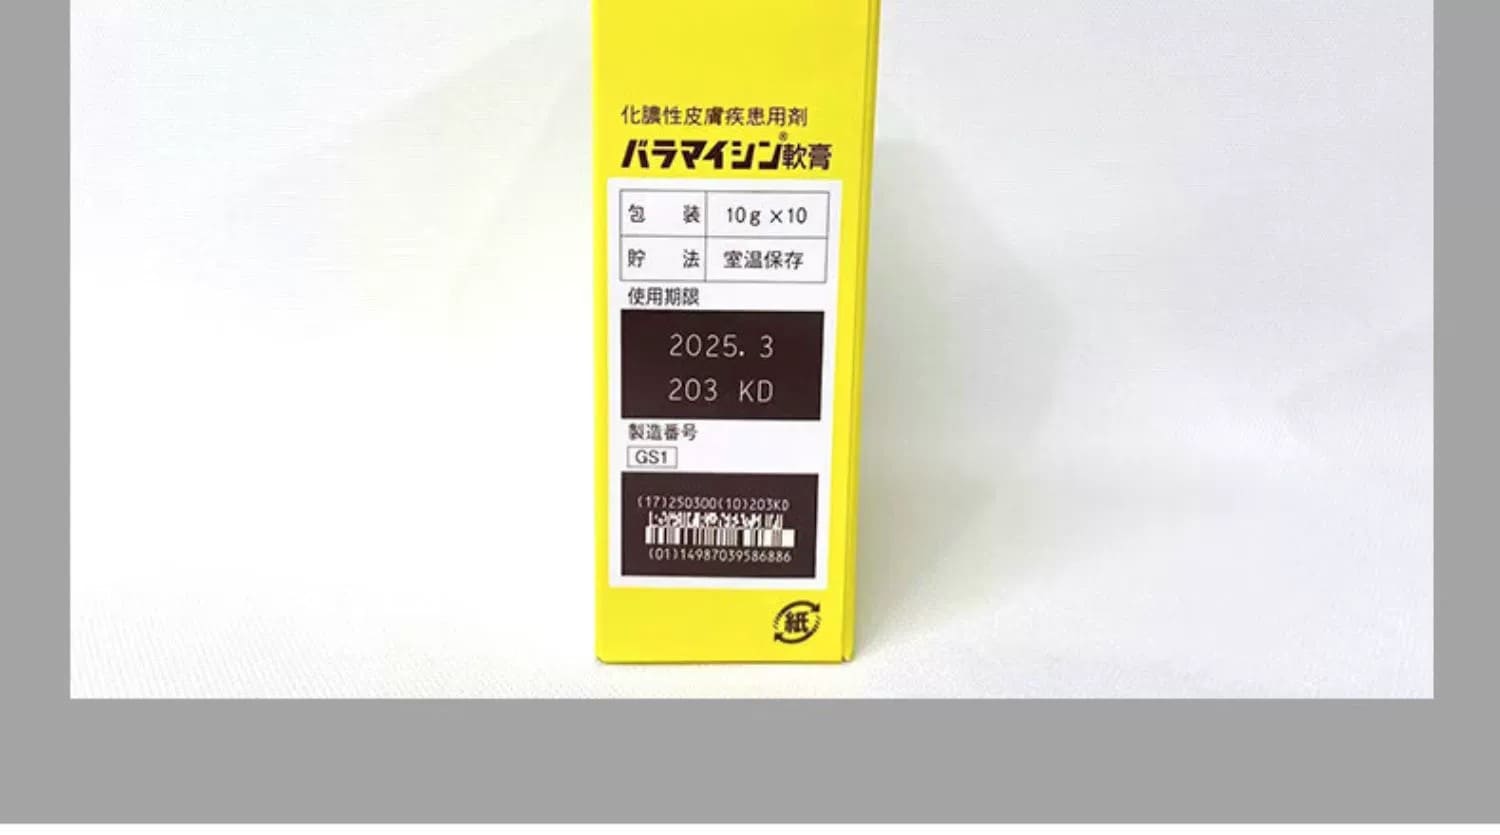 化膿性皮膚疾患用剤
バラマイシン®軟膏
包 装 10g×10
貯 法 室温保存
使用期限
2025. 3
203 KD
製造番号
GS1
(17)250300(10)203KD
(01)14987039586886
紙